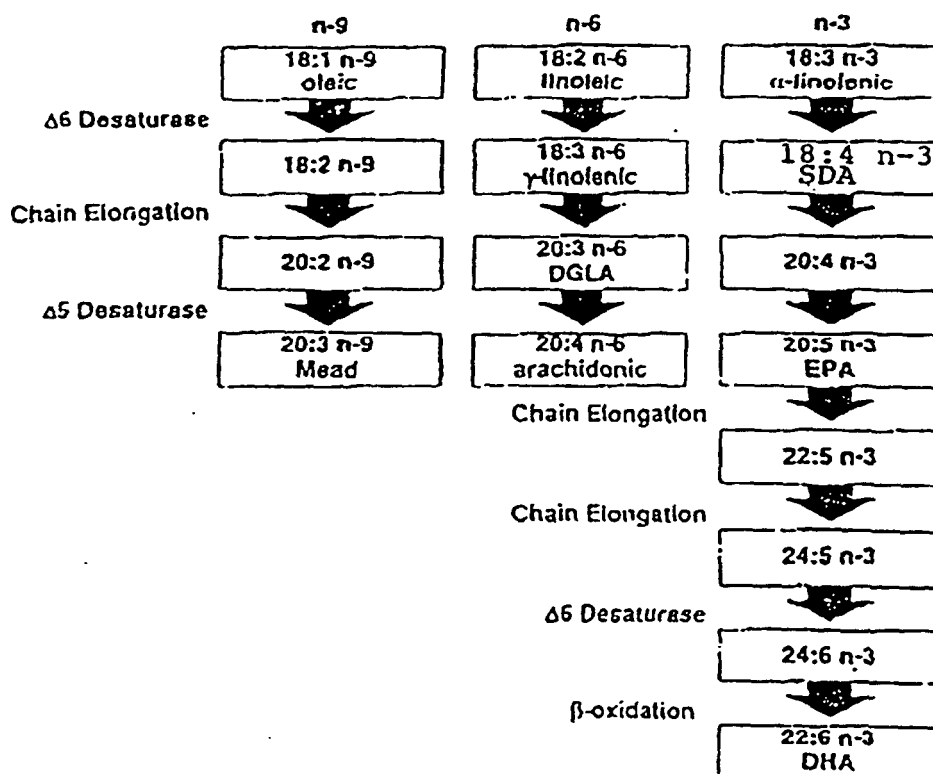 n-9 n-6 n-3
18:1 n-9 18:2 n-6 18:3 n-3
oleic linoleic α-linolenic
Δ6 Desaturase
18:2 n-9 18:3 n-6 18:4 n-3
γ-linolenic SDA
Chain Elongation
20:2 n-9 20:3 n-6 20:4 n-3
DGLA
Δ5 Desaturase
20:3 n-9 20:4 n-6 20:5 n-3
Mead arachidonic EPA
Chain Elongation
22:5 n-3
Chain Elongation
24:5 n-3
Δ6 Desaturase
24:6 n-3
β-oxidation
22:6 n-3
DHA